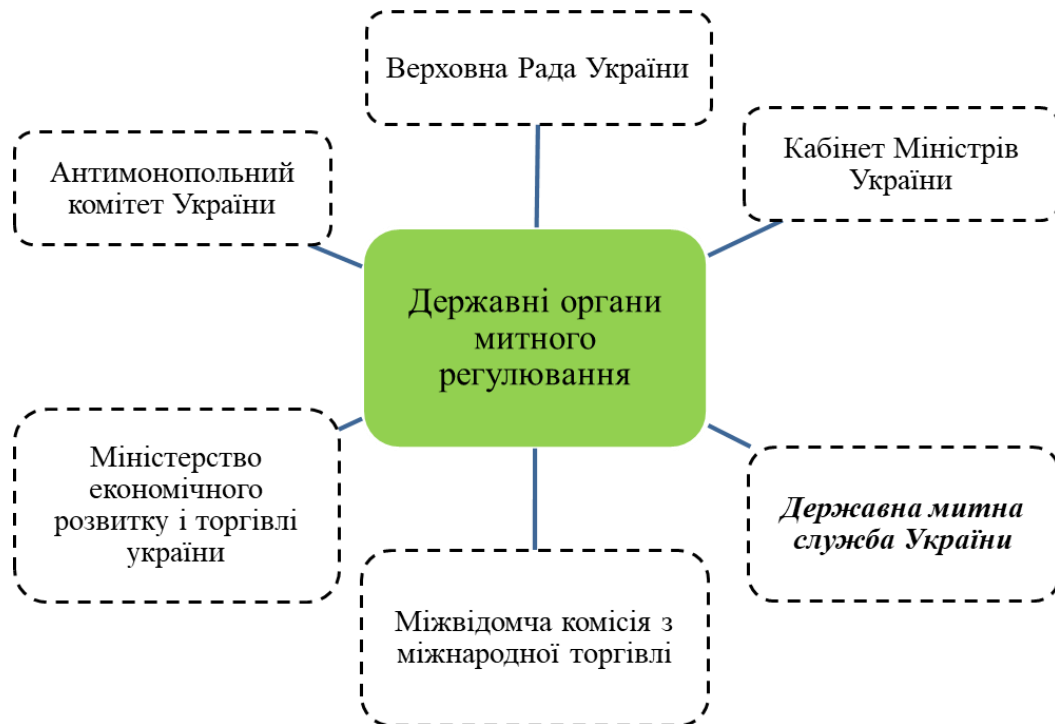 Верховна Рада України
Антимонопольний
комітет України
Кабінет Міністрів
України
Державні органи
митного
регулювання
Міністерство
економічного
розвитку і торгівлі
україни
Державна митна
служба України
Міжвідомча комісія з
міжнародної торгівлі